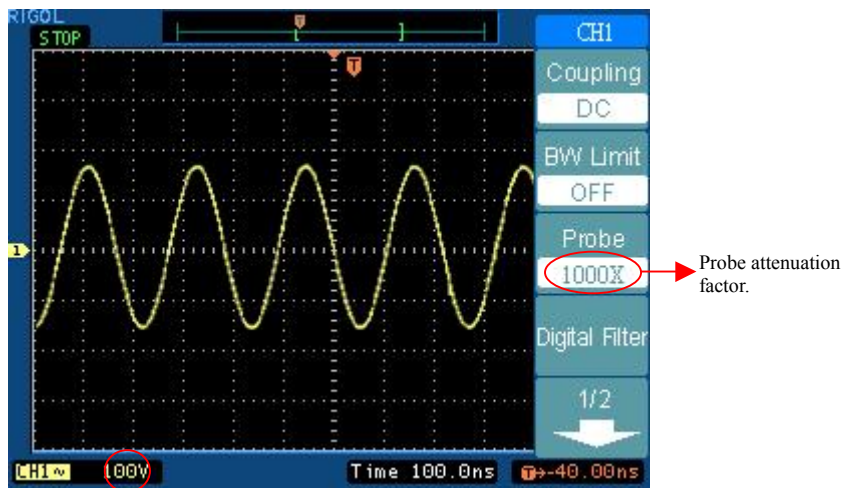 RIGOL
STOP
T
T
CH1
Coupling
DC
BW Limit
OFF
Probe
1000X
Probe attenuation
factor.
Digital Filter
1/2
1
CH1~ 100V Time 100.0ns T→-40.00ns